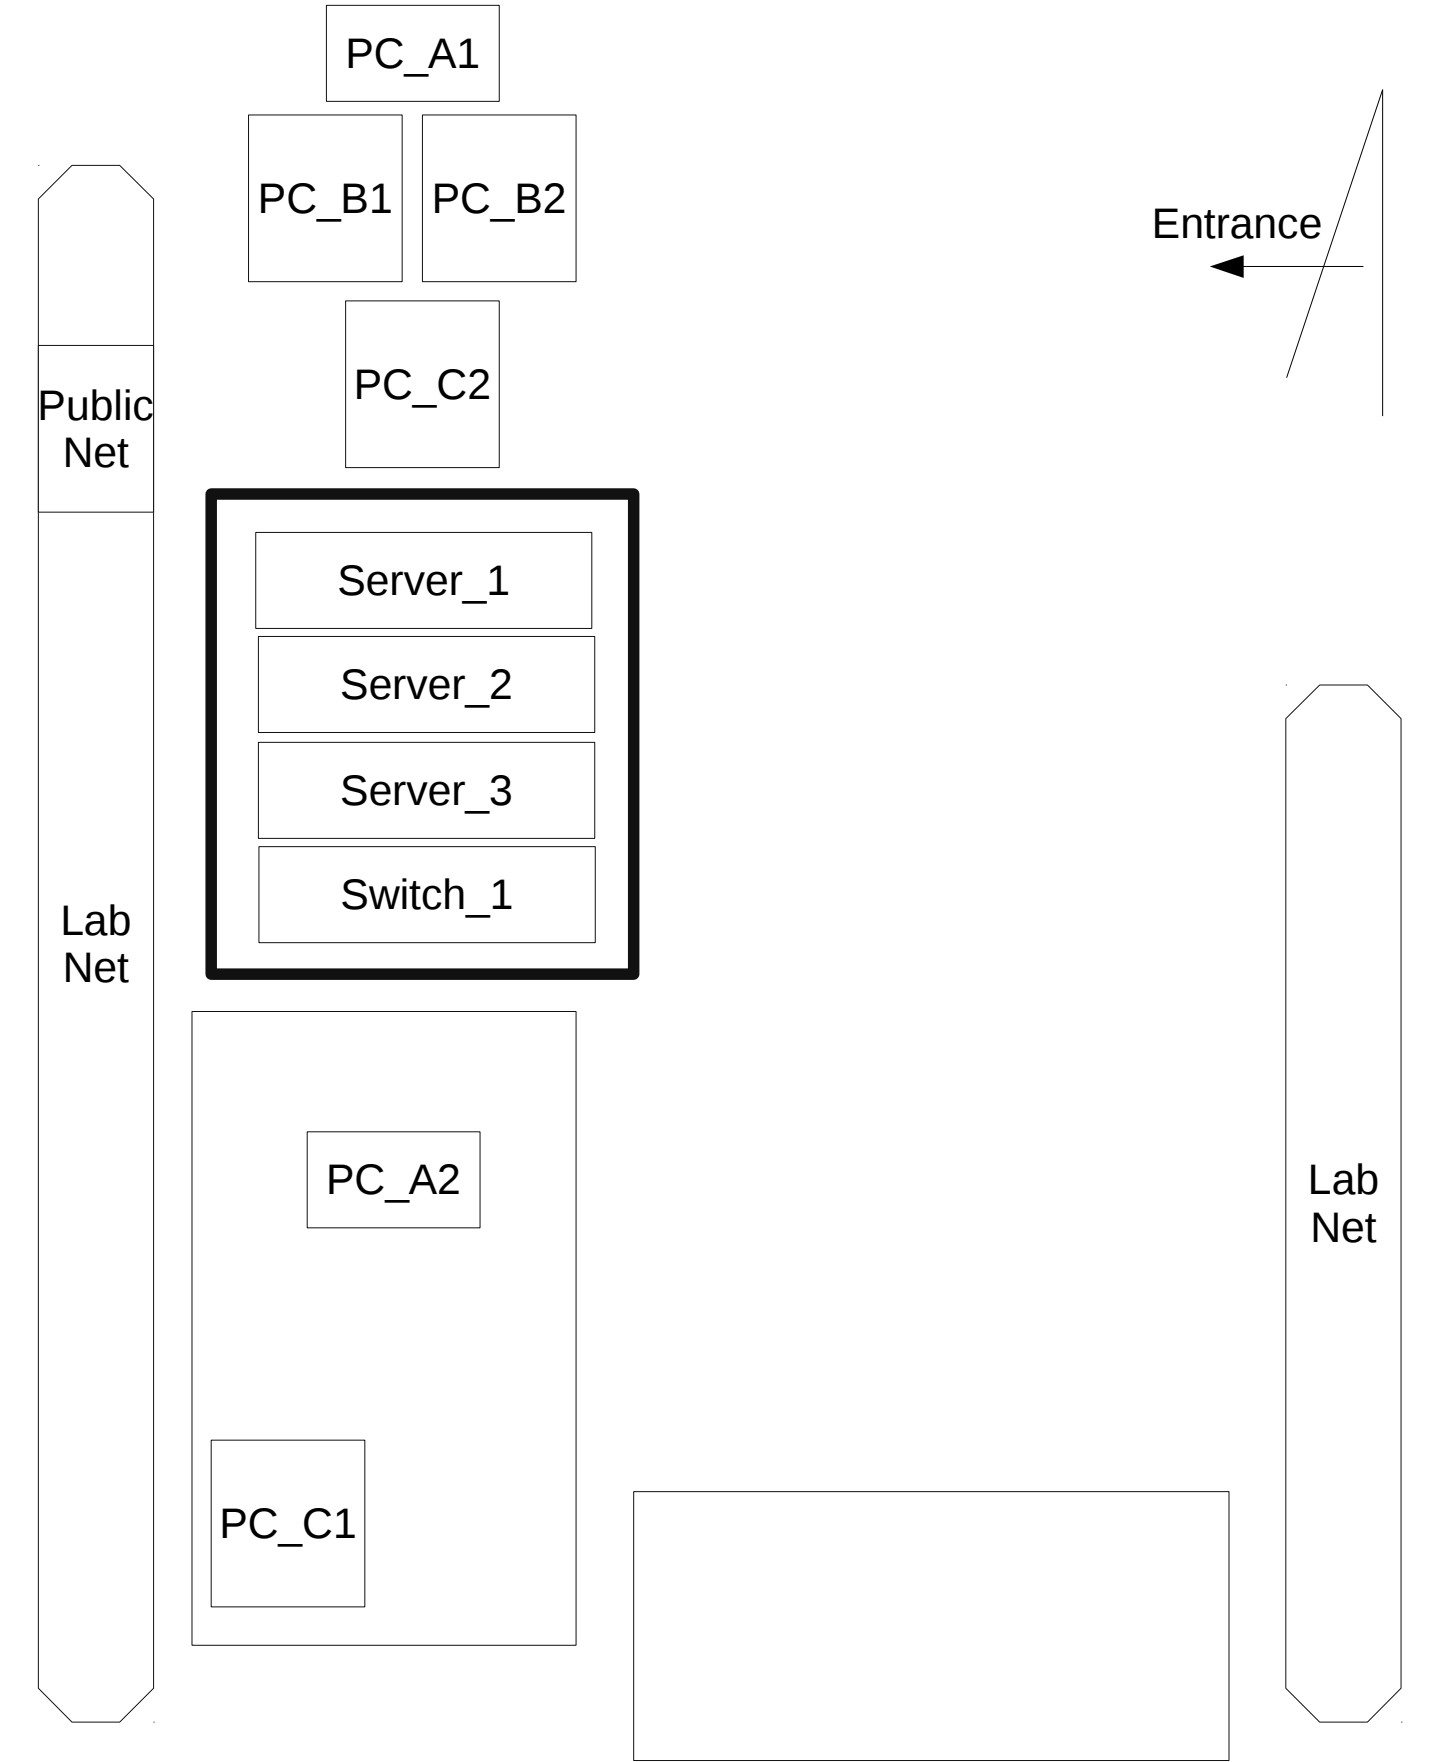 PC_A1
PC_B1 PC_B2
Entrance
PC_C2
Public
Net
Server_1
Server_2
Server_3
Switch_1
Lab
Net
PC_A2
Lab
Net
PC_C1